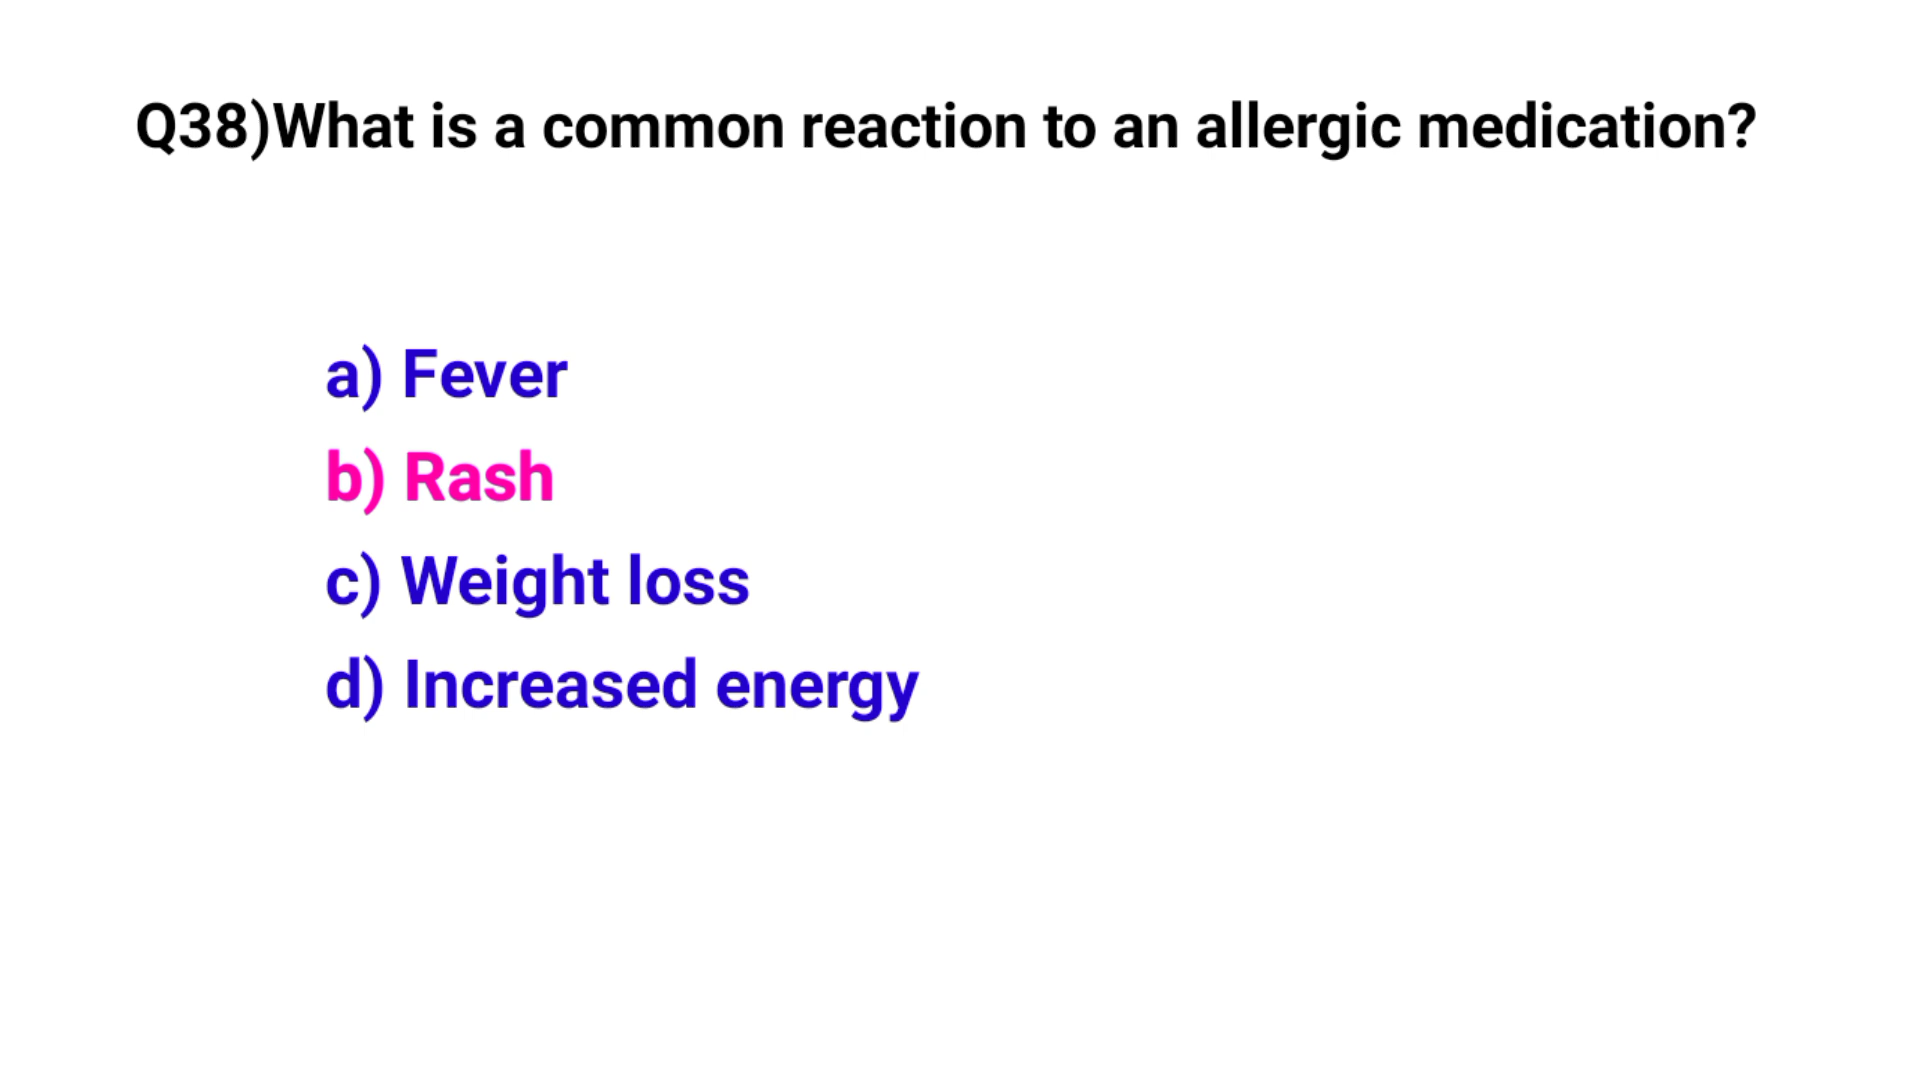 Q38)What is a common reaction to an allergic medication?
a) Fever
b) Rash
c) Weight loss
d) Increased energy